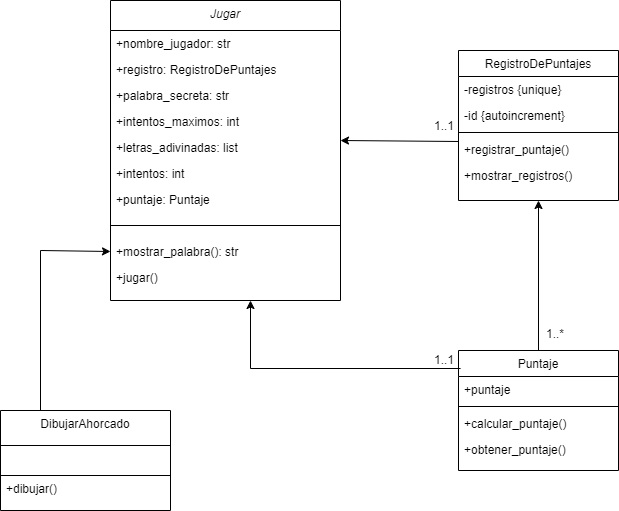 Jugar
+nombre_jugador: str
+registro: RegistroDePuntajes
+palabra_secreta: str
+intentos_maximos: int
+letras_adivinadas: list
+intentos: int
+puntaje: Puntaje
+mostrar_palabra(): str
+jugar()
RegistroDePuntajes
-registros {unique}
-id {autoincrement}
+registrar_puntaje()
+mostrar_registros()
1..1
1..*
1..1
Puntaje
+puntaje
+calcular_puntaje()
+obtener_puntaje()
DibujarAhorcado
+dibujar()